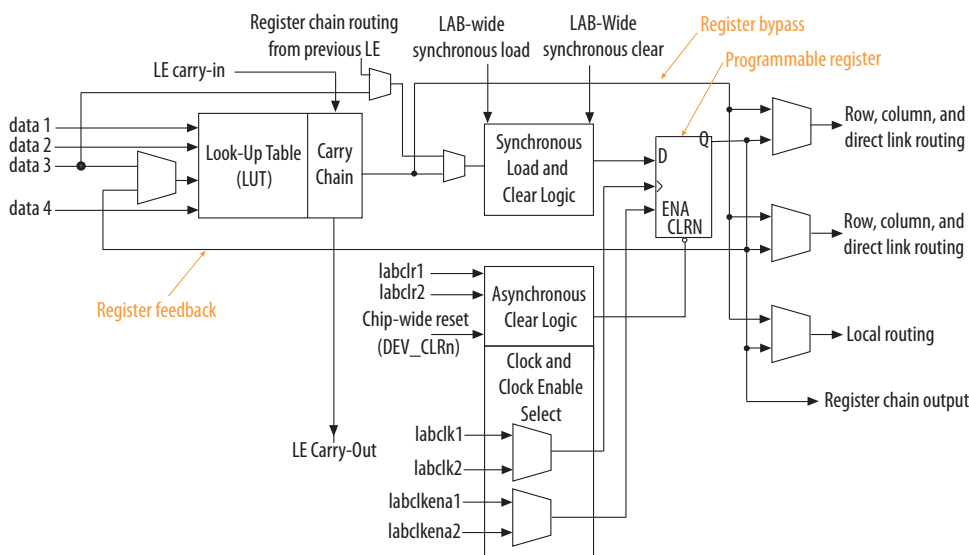 Register chain routing
from previous LE
LAB-wide
synchronous load
LAB-Wide
synchronous clear
Register bypass
Programmable register
LE carry-in
data 1
data 2
data 3
data 4
Look-Up Table
(LUT)
Carry
Chain
Synchronous
Load and
Clear Logic
D
Q
ENA
CLRN
Row, column, and
direct link routing
Row, column, and
direct link routing
Register feedback
labclr1
labclr2
Chip-wide reset
(DEV_CLRn)
Asynchronous
Clear Logic
Clock and
Clock Enable
Select
Local routing
Register chain output
LE Carry-Out
labclk1
labclk2
labclkena1
labclkena2